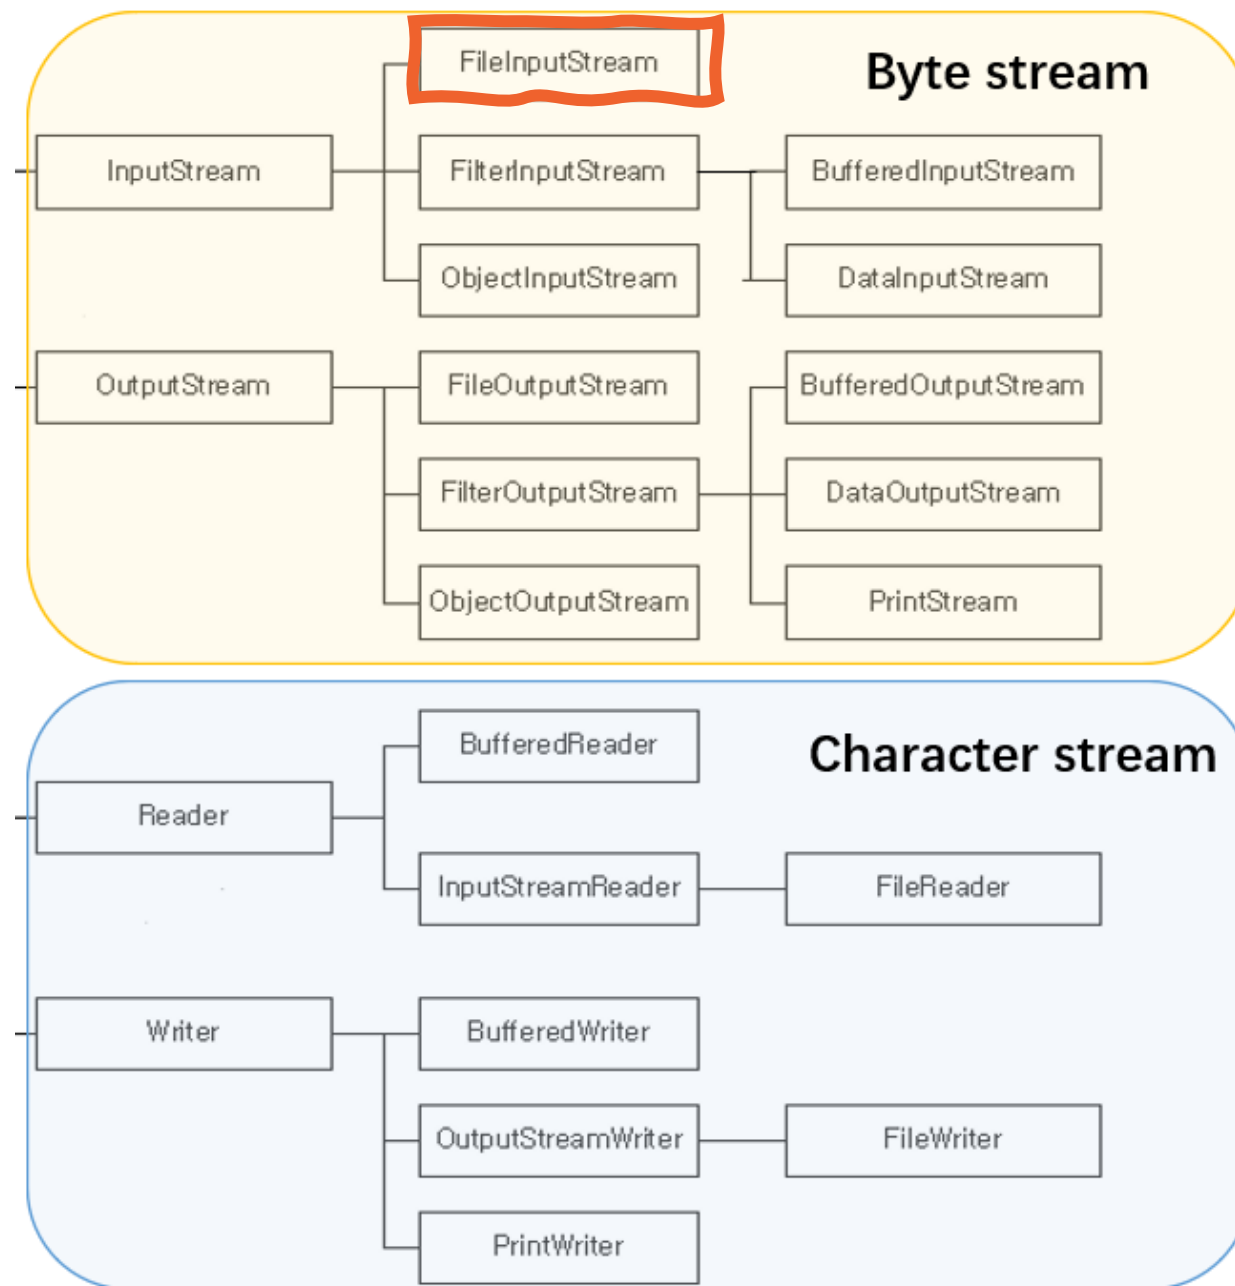 FileInputStream
Byte stream
InputStream
FilterInputStream
BufferedInputStream
ObjectInputStream
DataInputStream
OutputStream
FileOutputStream
BufferedOutputStream
FilterOutputStream
DataOutputStream
ObjectOutputStream
PrintStream
BufferedReader
Character stream
Reader
InputStreamReader
FileReader
Writer
BufferedWriter
OutputStreamWriter
FileWriter
PrintWriter